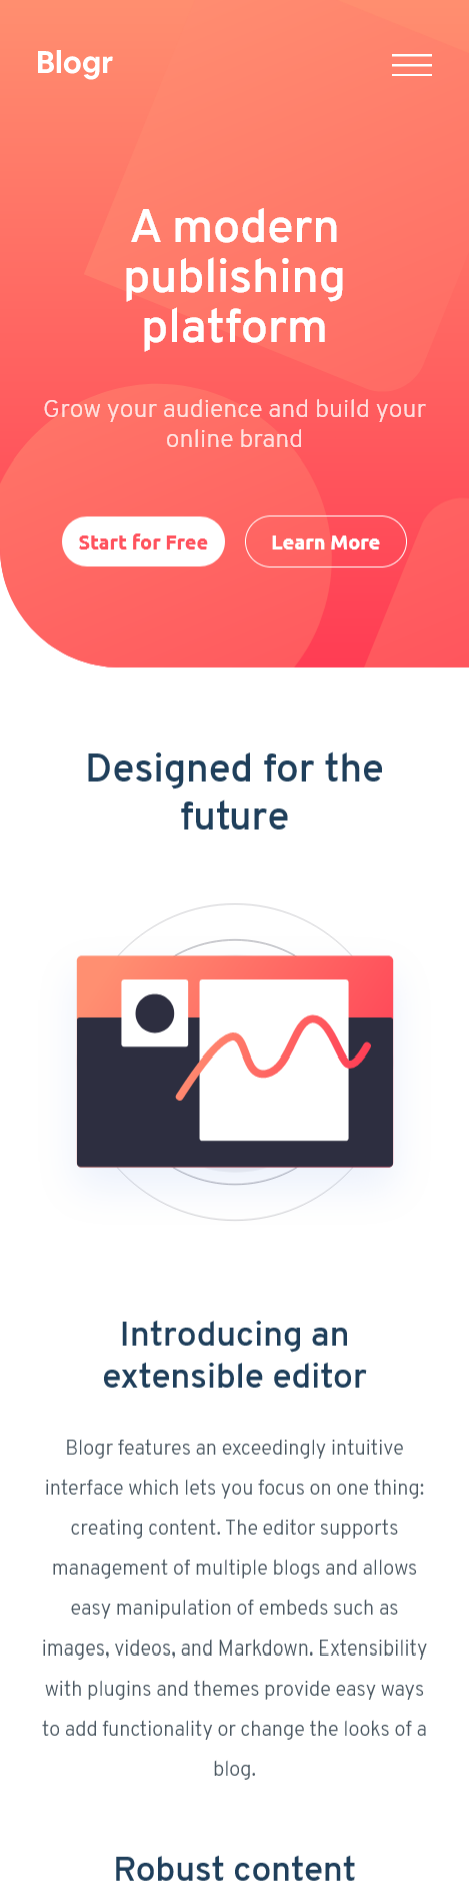 Blogr
A modern
publishing
platform
Grow your audience and build your
online brand
Start for Free
Learn More
Designed for the
future
Introducing an
extensible editor
Blogr features an exceedingly intuitive
interface which lets you focus on one thing:
creating content. The editor supports
management of multiple blogs and allows
easy manipulation of embeds such as
images, videos, and Markdown. Extensibility
with plugins and themes provide easy ways
to add functionality or change the looks of a
blog.
Robust content